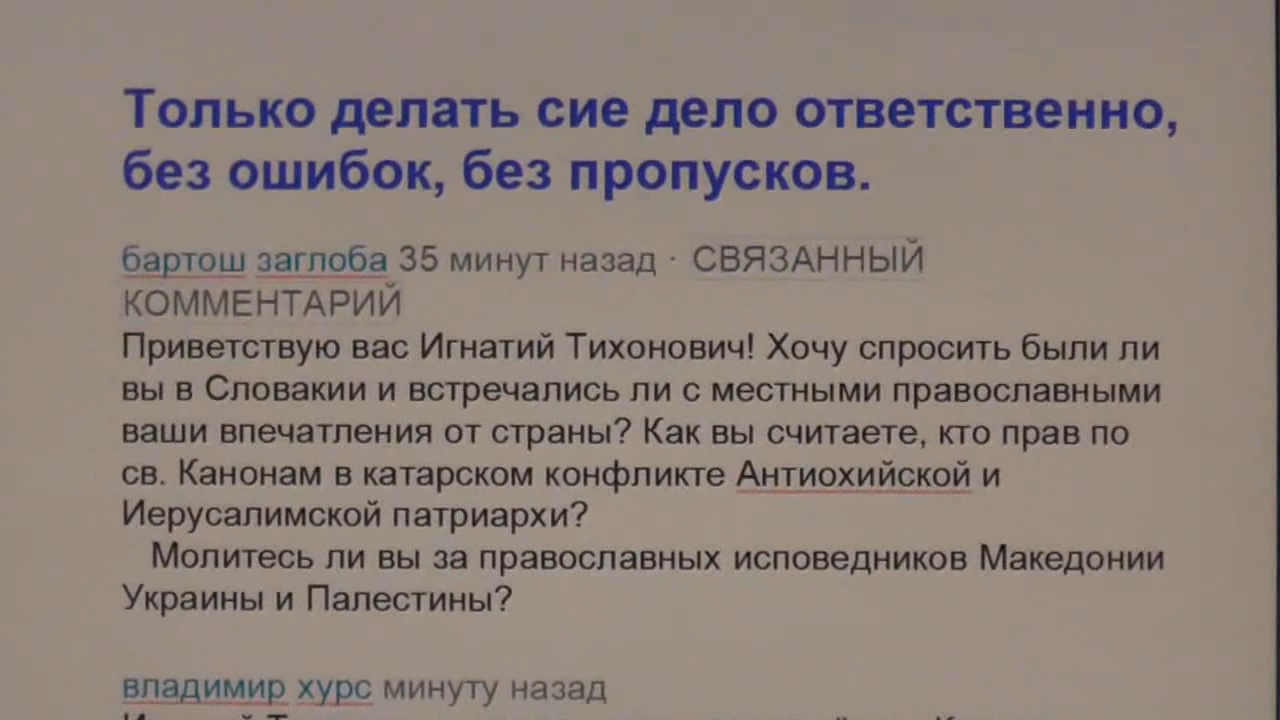 Только делать сие дело ответственно,
без ошибок, без пропусков.
бартош заглоба 35 минут назад · СВЯЗАННЫЙ
КОММЕНТАРИЙ
Приветствую вас Игнатий Тихонович! Хочу спросить были ли
вы в Словакии и встречались ли с местными православными
ваши впечатления от страны? Как вы считаете, кто прав по
св. Канонам в катарском конфликте Антиохийской и
Иерусалимской патриархи?
Молитесь ли вы за православных исповедников Македонии
Украины и Палестины?
владимир хурс минуту назад